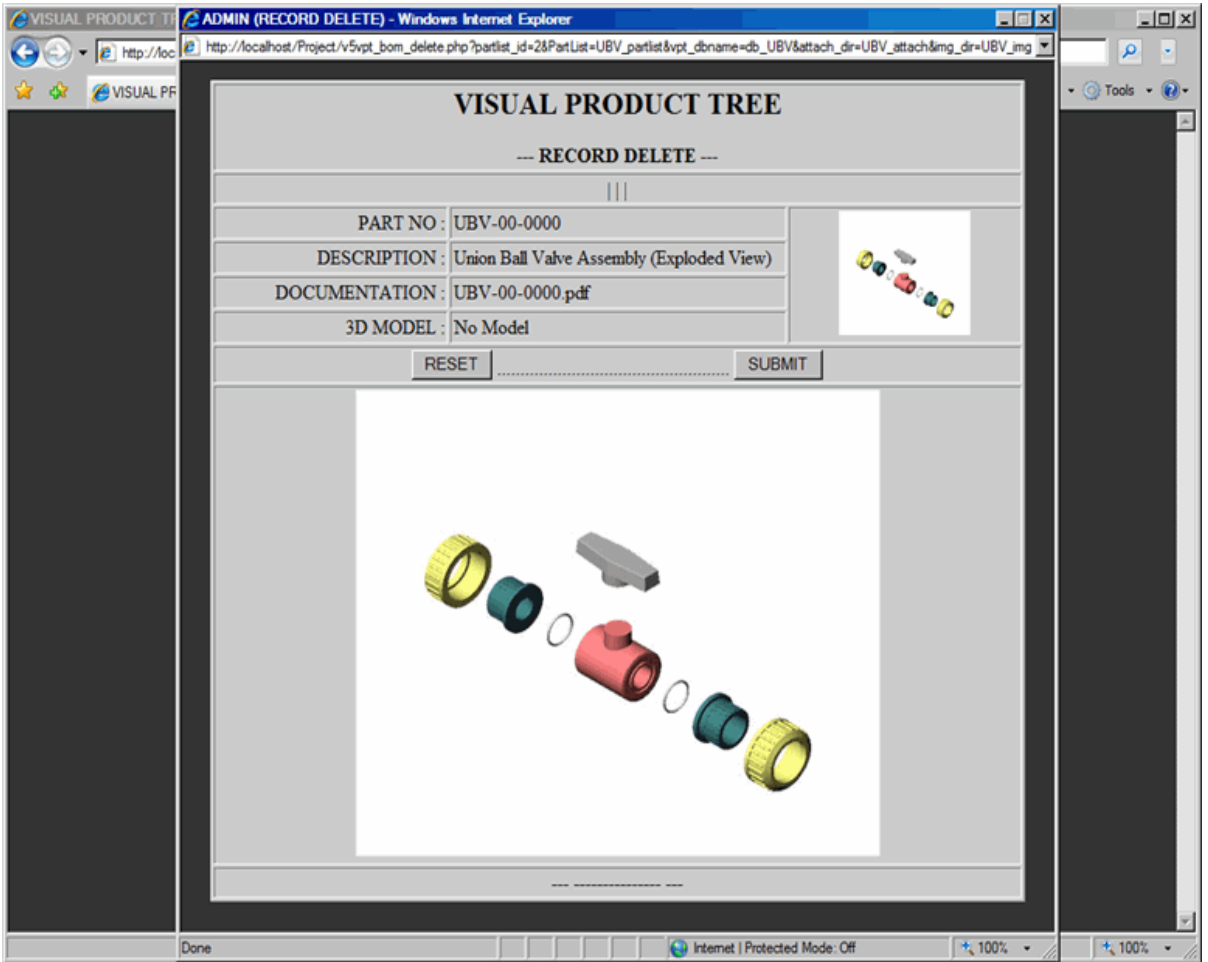 VISUAL PRODUCT TR
ADMIN (RECORD DELETE) - Windows Internet Explorer
http://loc
http://localhost/Project/v5vpt_bom_delete.php?partlist_id=2&PartList=UBV_partlist&vpt_dbname=db_UBV&attach_dir=UBV_attach&img_dir=UBV_img
VISUAL PR
Tools
VISUAL PRODUCT TREE
--- RECORD DELETE ---
|||
PART NO : UBV-00-0000
DESCRIPTION : Union Ball Valve Assembly (Exploded View)
DOCUMENTATION : UBV-00-0000.pdf
3D MODEL : No Model
RESET ................................................ SUBMIT
--- --------------- ---
Done Internet | Protected Mode: Off 100% 100%